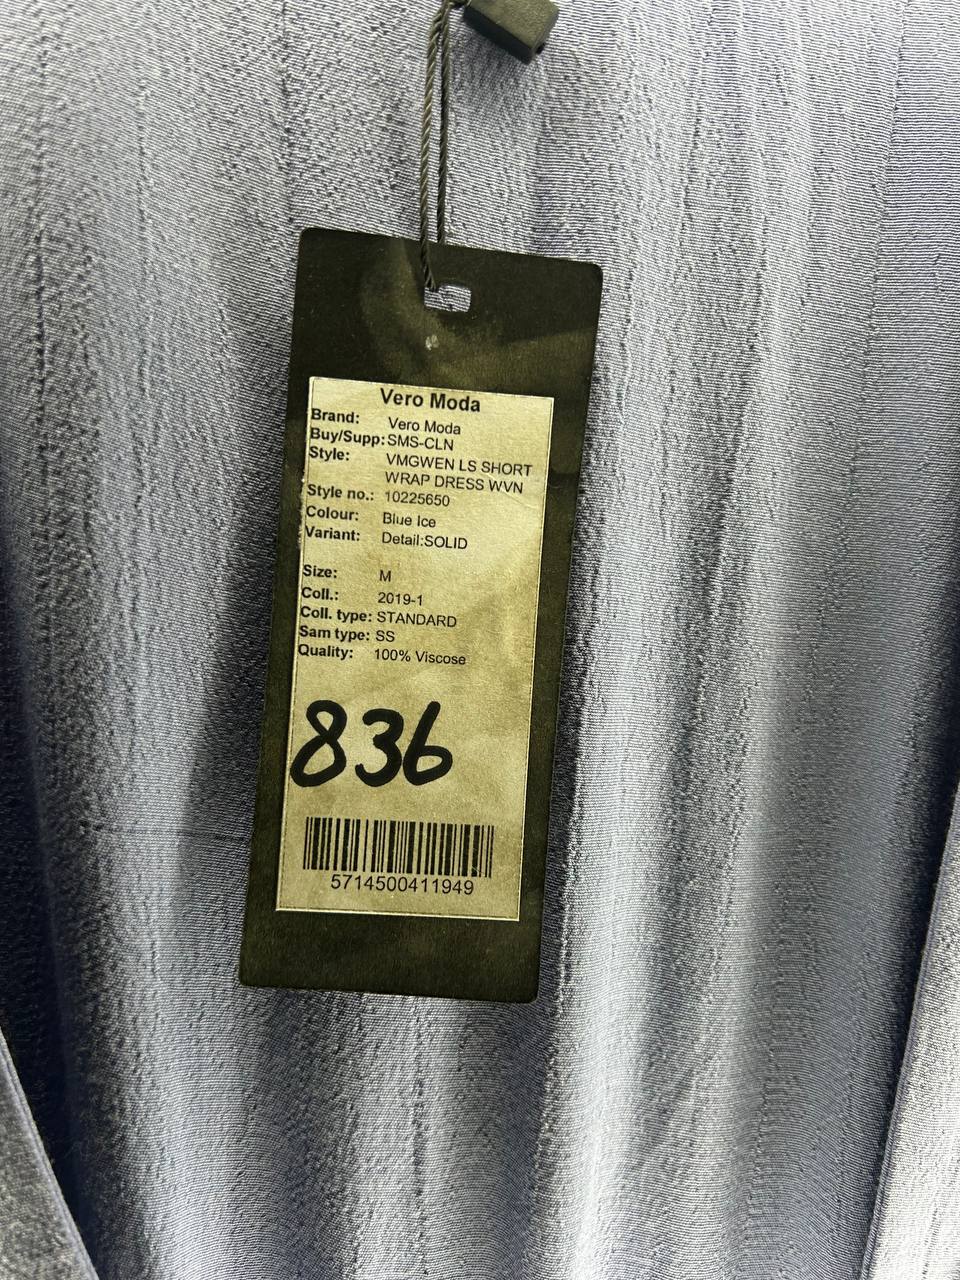 Vero Moda
Brand: Vero Moda
Buy/Supp: SMS-CLN
Style: VMGWEN LS SHORT
WRAP DRESS WVN
Style no.: 10225650
Colour: Blue Ice
Variant: Detail:SOLID
Size: M
Coll.: 2019-1
Coll. type: STANDARD
Sam type: SS
Quality: 100% Viscose
836
5714500411949